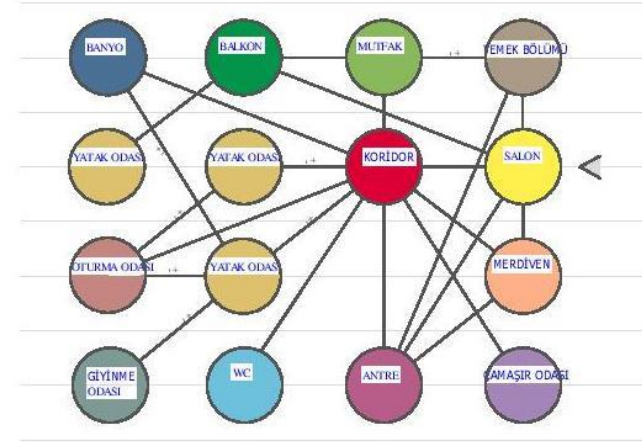 BANYO
BALKON
MUTFAK
YEMEK BÖLÜMÜ
YATAK ODASI
YATAK ODASI
KORİDOR
SALON
OTURMA ODASI
YATAK ODASI
MERDİVEN
GİYİNME
ODASI
WC
ANTRE
ÇAMAŞIR ODASI